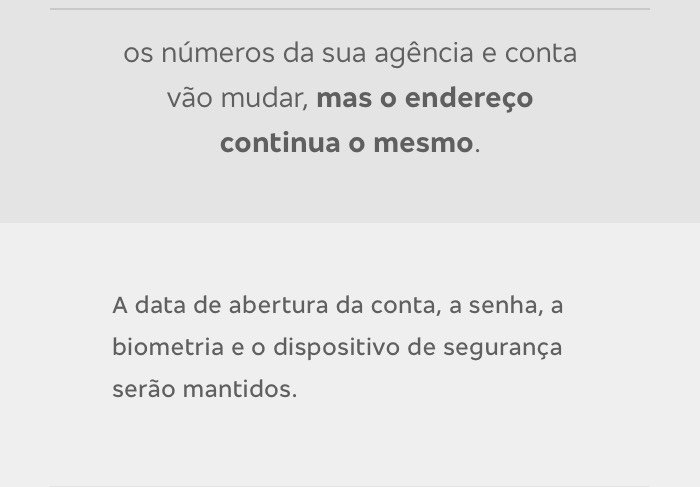 os números da sua agência e conta
vão mudar, mas o endereço
continua o mesmo.
A data de abertura da conta, a senha, a
biometria e o dispositivo de segurança
serão mantidos.